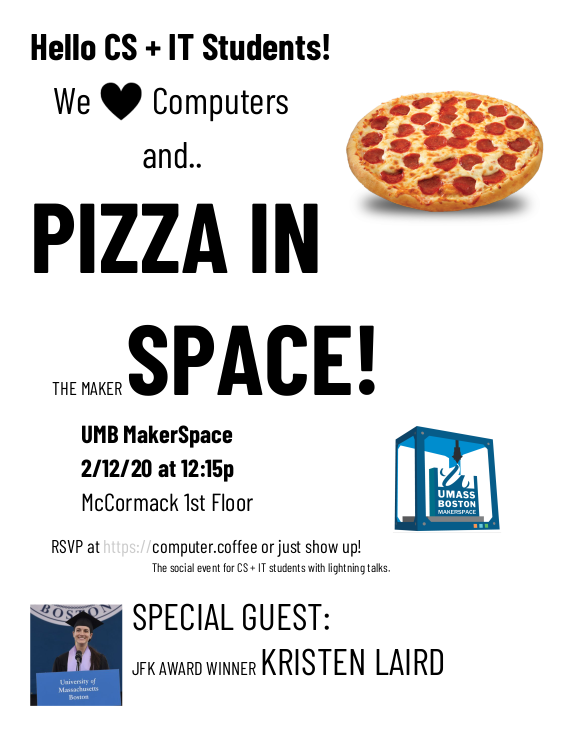 Hello CS + IT Students!
We ♥ Computers
and..
PIZZA IN
THE MAKER SPACE!
UMB MakerSpace
2/12/20 at 12:15p
McCormack 1st Floor
UMASS
BOSTON
MAKERSPACE
RSVP at https://computer.coffee or just show up!
The social event for CS + IT students with lightning talks.
BOSTON
University of
Massachusetts
Boston
SPECIAL GUEST:
JFK AWARD WINNER KRISTEN LAIRD